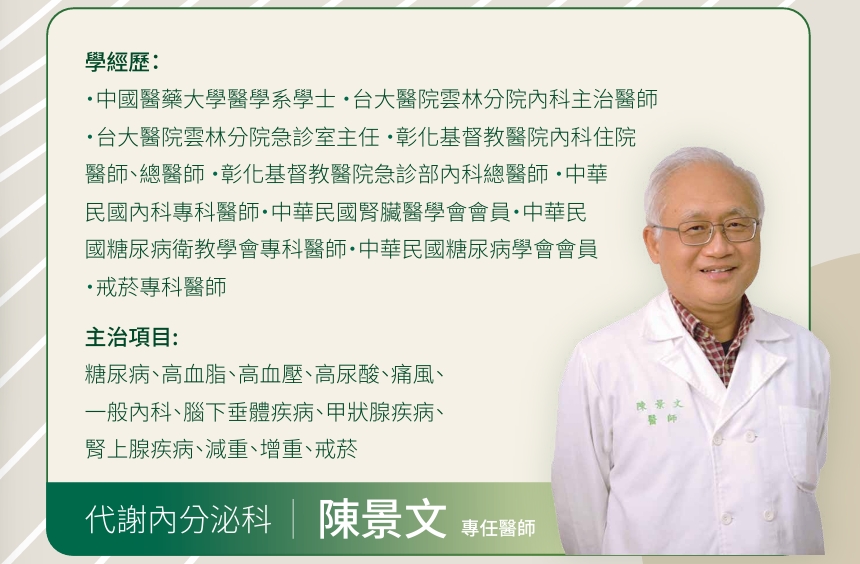 學經歷：
•中國醫藥大學醫學系學士 •台大醫院雲林分院內科主治醫師
•台大醫院雲林分院急診室主任 •彰化基督教醫院內科住院
醫師、總醫師 •彰化基督教醫院急診部內科總醫師 •中華
民國內科專科醫師•中華民國腎臟醫學會會員•中華民
國糖尿病衛教學會專科醫師•中華民國糖尿病學會會員
•戒菸專科醫師
主治項目:
糖尿病、高血脂、高血壓、高尿酸、痛風、
一般內科、腦下垂體疾病、甲狀腺疾病、
腎上腺疾病、減重、增重、戒菸
陳景文
醫師
代謝內分泌科｜陳景文 專任醫師